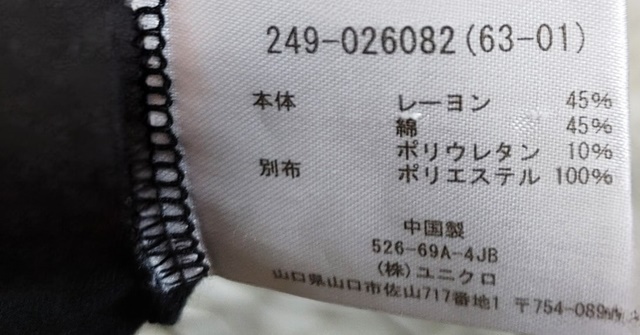 249-026082(63-01)
本体 レーヨン 45%
綿 45%
ポリウレタン 10%
別布 ポリエステル 100%
中国製
526-69A-4JB
(株)ユニクロ
山口県山口市佐山717番地1 〒754-089